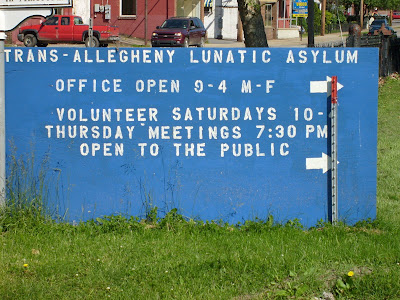 TRANS-ALLEGHENY LUNATIC ASYLUM
OFFICE OPEN 9-4 M-F
VOLUNTEER SATURDAYS 10-
THURSDAY MEETINGS 7:30 PM
OPEN TO THE PUBLIC